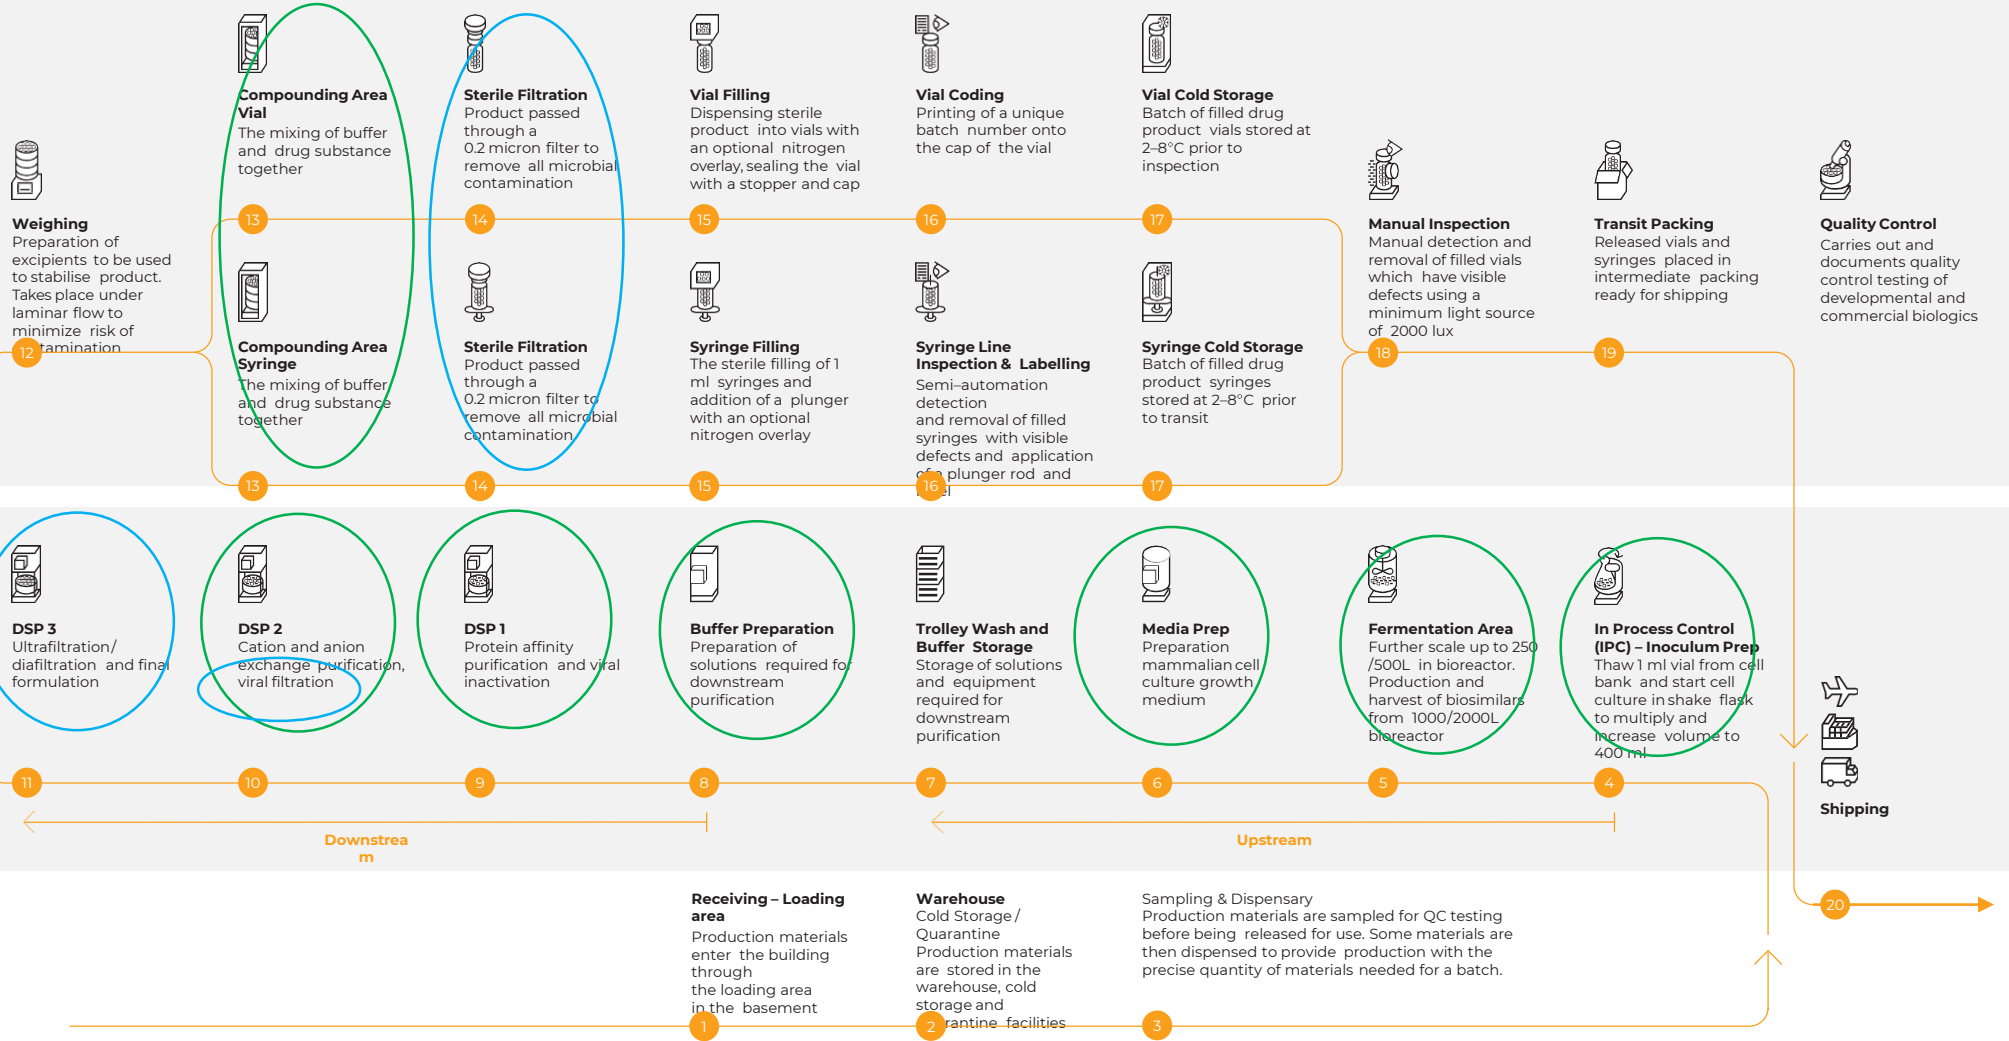 Compounding Area
Vial
The mixing of buffer
and drug substance
together
Sterile Filtration
Product passed
through a
0.2 micron filter to
remove all microbial
contamination
Vial Filling
Dispensing sterile
product into vials with
an optional nitrogen
overlay, sealing the vial
with a stopper and cap
Vial Coding
Printing of a unique
batch number onto
the cap of the vial
Vial Cold Storage
Batch of filled drug
product vials stored at
2–8°C prior to
inspection
13
14
15
16
17
Weighing
Preparation of
excipients to be used
to stabilise product.
Takes place under
laminar flow to
minimize risk of
tamination
12
Compounding Area
Syringe
The mixing of buffer
and drug substance
together
Sterile Filtration
Product passed
through a
0.2 micron filter to
remove all microbial
contamination
Syringe Filling
The sterile filling of 1
ml syringes and
addition of a plunger
with an optional
nitrogen overlay
Syringe Line
Inspection & Labelling
Semi–automation
detection
and removal of filled
syringes with visible
defects and application
of a plunger rod and
Syringe Cold Storage
Batch of filled drug
product syringes
stored at 2–8°C prior
to transit
13
14
15
16
17
Manual Inspection
Manual detection and
removal of filled vials
which have visible
defects using a
minimum light source
of 2000 lux
18
Transit Packing
Released vials and
syringes placed in
intermediate packing
ready for shipping
19
Quality Control
Carries out and
documents quality
control testing of
developmental and
commercial biologics
DSP 3
Ultrafiltration/
diafiltration and final
formulation
DSP 2
Cation and anion
exchange purification,
viral filtration
DSP 1
Protein affinity
purification and viral
inactivation
Buffer Preparation
Preparation of
solutions required for
downstream
purification
Trolley Wash and
Buffer Storage
Storage of solutions
and equipment
required for
downstream
purification
Media Prep
Preparation
mammalian cell
culture growth
medium
Fermentation Area
Further scale up to 250
/500L in bioreactor.
Production and
harvest of biosimilars
from 1000/2000L
bioreactor
In Process Control
(IPC) – Inoculum Prep
Thaw 1 ml vial from cell
bank and start cell
culture in shake flask
to multiply and
increase volume to
400 ml
11
10
9
8
7
6
5
4
Downstrea
m
Upstream
Shipping
20
Receiving – Loading
area
Production materials
enter the building
through
the loading area
in the basement
Warehouse
Cold Storage /
Quarantine
Production materials
are stored in the
warehouse, cold
storage and
rantine facilities
Sampling & Dispensary
Production materials are sampled for QC testing
before being released for use. Some materials are
then dispensed to provide production with the
precise quantity of materials needed for a batch.
1
2
3